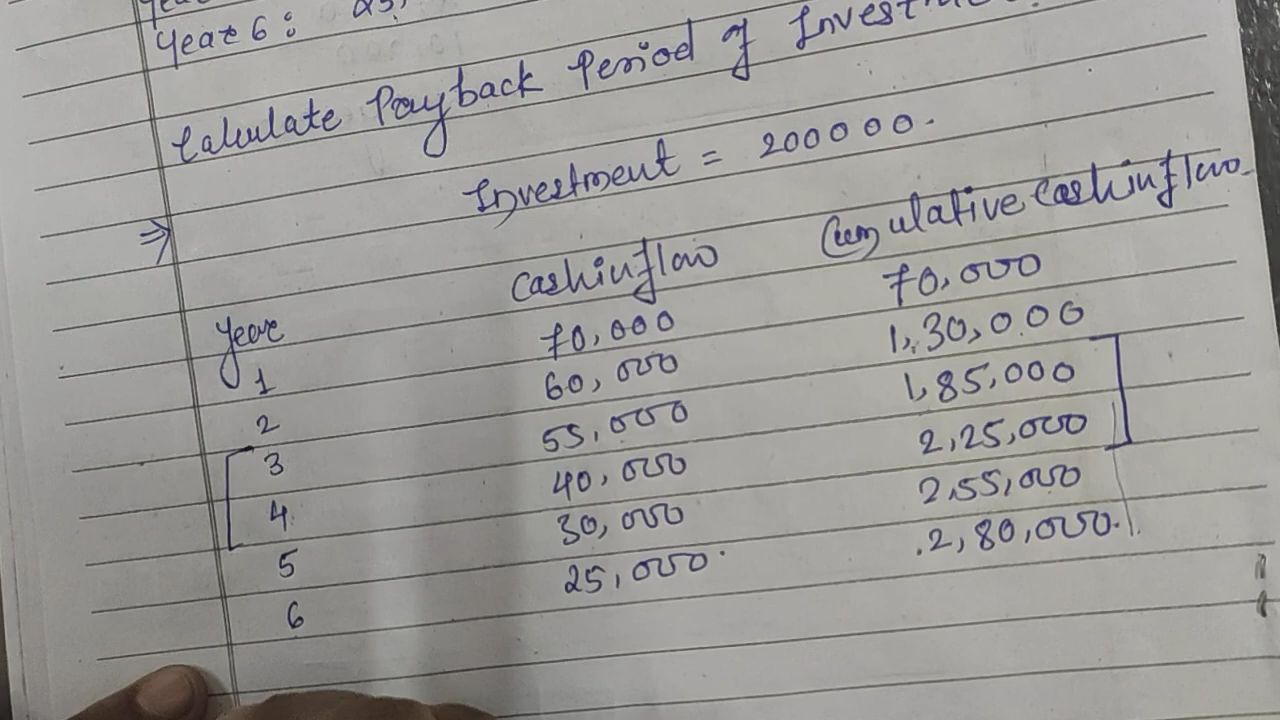 Year 6 :
Calculate Payback Period of
Investment = 200000.
⇒
Year Cashinflow Cumulative Cashinflow
1 70,000 70,000
2 60,000 1,30,000
3 55,000 1,85,000
4 40,000 2,25,000
5 30,000 2,55,000
6 25,000 2,80,000